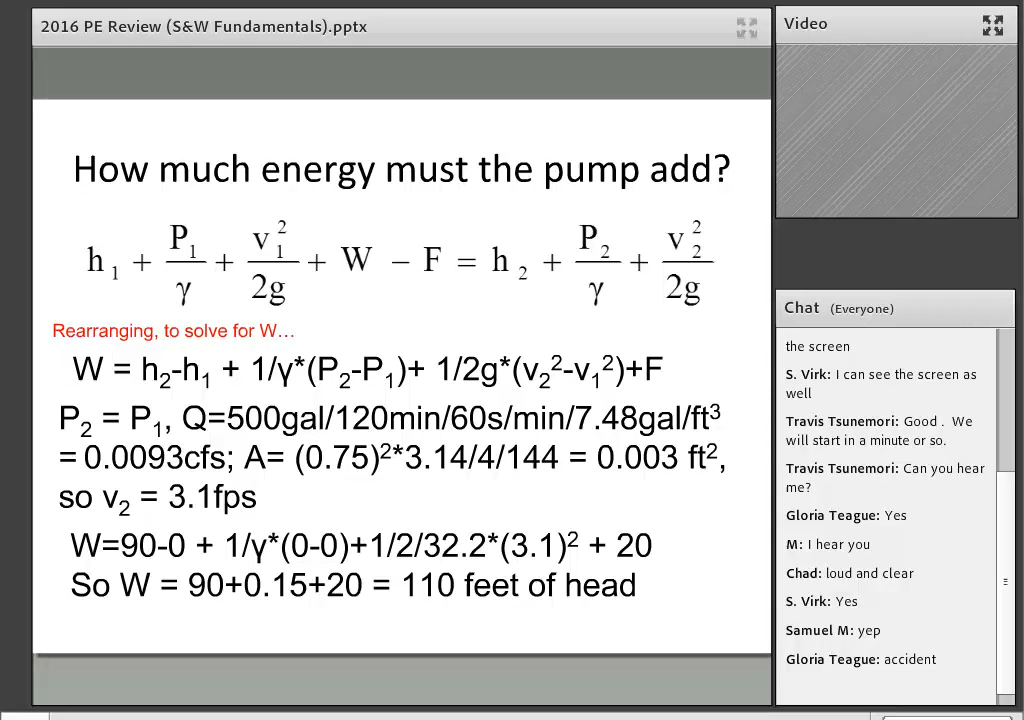 2016 PE Review (S&W Fundamentals).pptx
How much energy must the pump add?
h₁ + P₁/γ + v₁²/2g + W − F = h₂ + P₂/γ + v₂²/2g
Rearranging, to solve for W...
W = h₂-h₁ + 1/γ*(P₂-P₁)+ 1/2g*(v₂²-v₁²)+F
P₂ = P₁, Q=500gal/120min/60s/min/7.48gal/ft³
= 0.0093cfs; A= (0.75)²*3.14/4/144 = 0.003 ft²,
so v₂ = 3.1fps
W=90-0 + 1/γ*(0-0)+1/2/32.2*(3.1)² + 20
So W = 90+0.15+20 = 110 feet of head
Video
Chat (Everyone)
the screen
S. Virk: I can see the screen as
well
Travis Tsunemori: Good . We
will start in a minute or so.
Travis Tsunemori: Can you hear
me?
Gloria Teague: Yes
M: I hear you
Chad: loud and clear
S. Virk: Yes
Samuel M: yep
Gloria Teague: accident